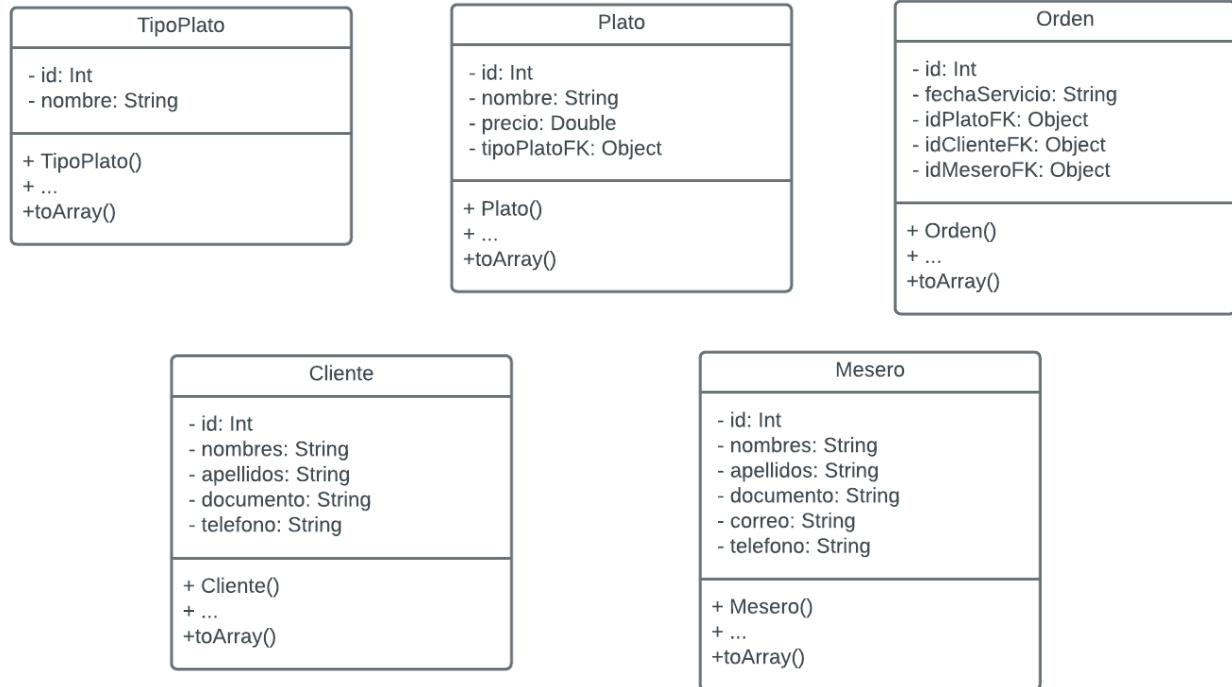 TipoPlato
- id: Int
- nombre: String
+ TipoPlato()
+ ...
+toArray()
Plato
- id: Int
- nombre: String
- precio: Double
- tipoPlatoFK: Object
+ Plato()
+ ...
+toArray()
Orden
- id: Int
- fechaServicio: String
- idPlatoFK: Object
- idClienteFK: Object
- idMeseroFK: Object
+ Orden()
+ ...
+toArray()
Cliente
- id: Int
- nombres: String
- apellidos: String
- documento: String
- telefono: String
+ Cliente()
+ ...
+toArray()
Mesero
- id: Int
- nombres: String
- apellidos: String
- documento: String
- correo: String
- telefono: String
+ Mesero()
+ ...
+toArray()